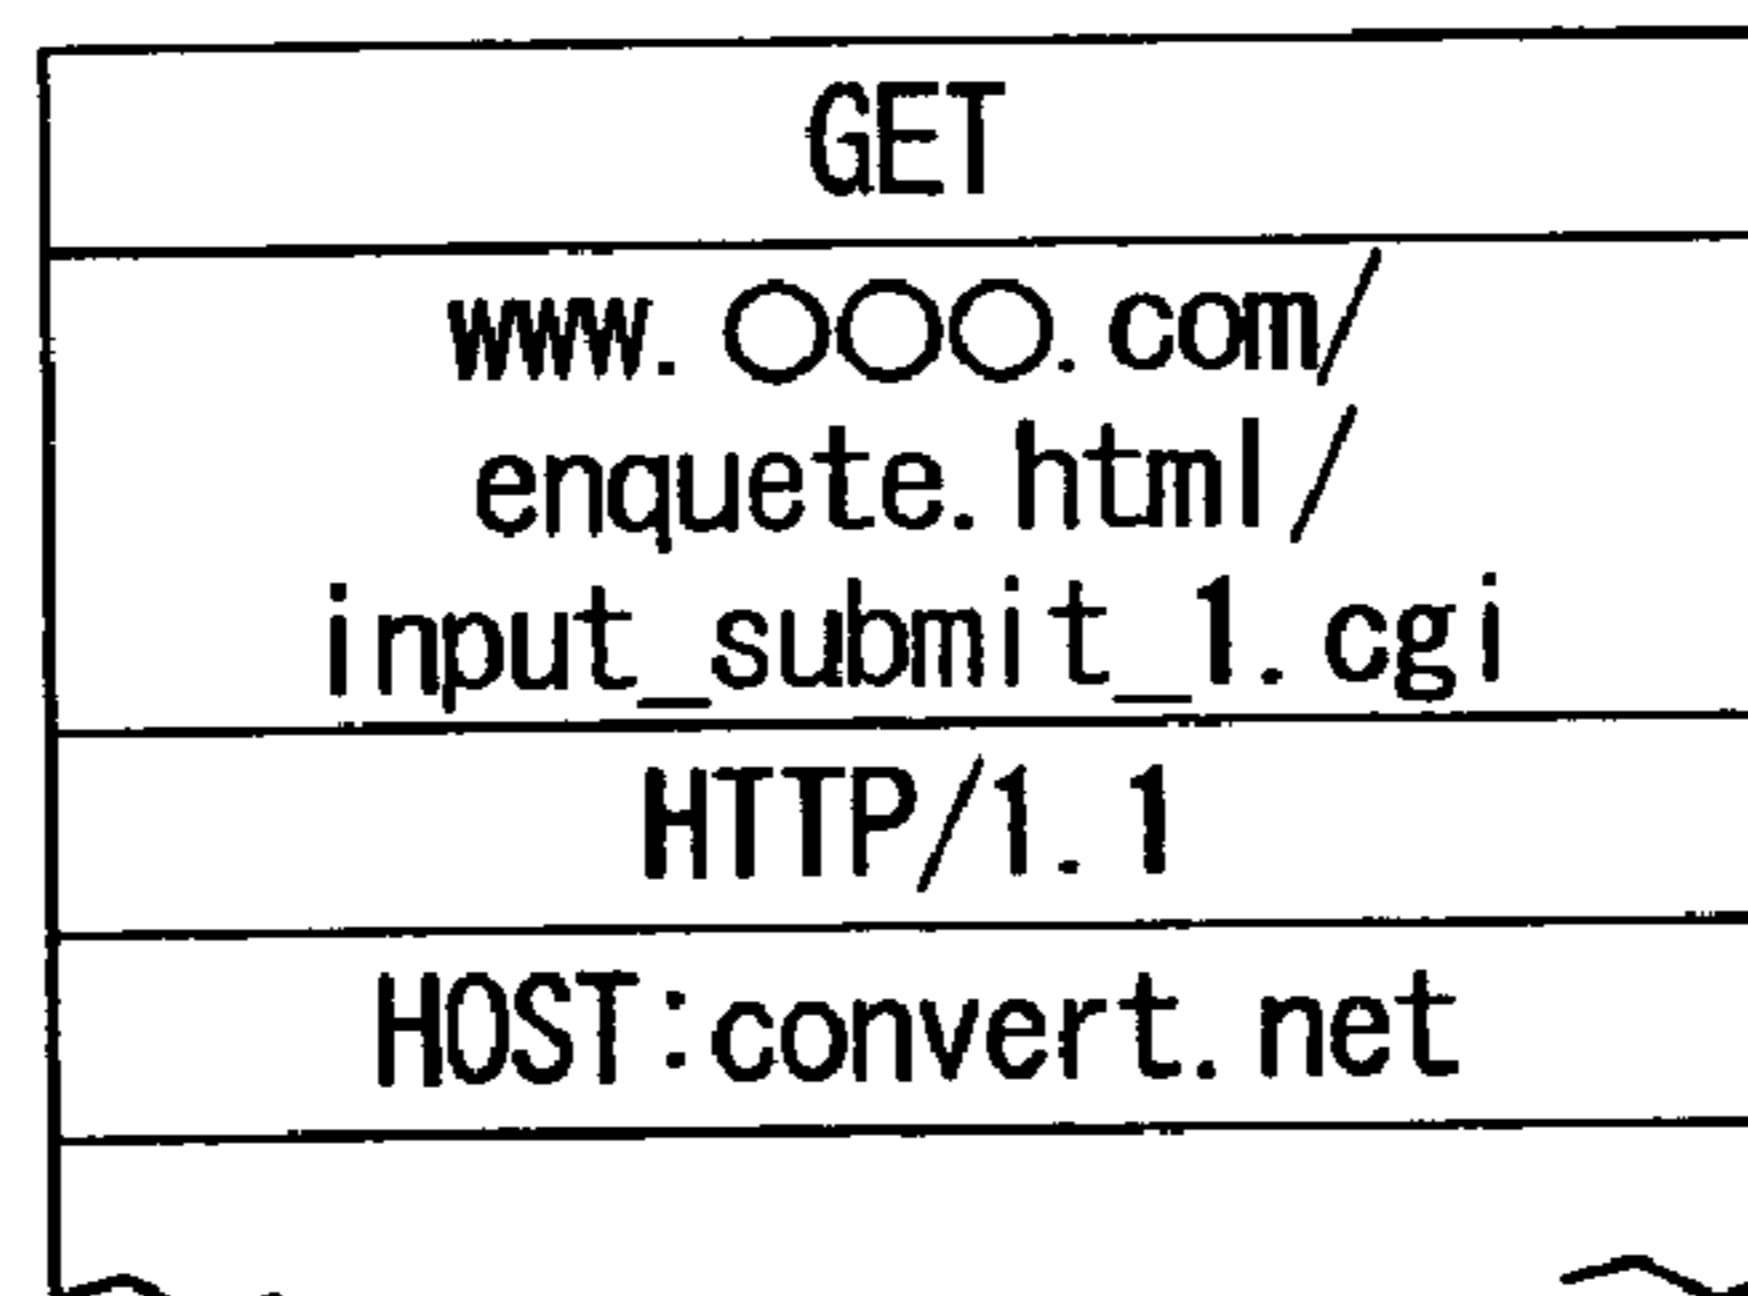 GET
www.○○○.com/
enquete.html/
input_submit_1.cgi
HTTP/1.1
HOST:convert.net